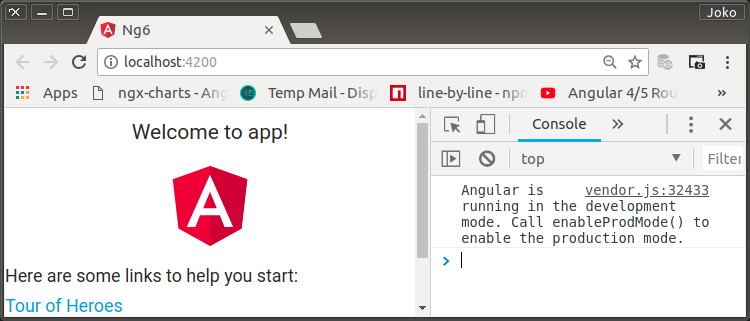 Joko
Ng6
localhost:4200
Apps ngx-charts - Ang Temp Mail - Disp line-by-line - npm Angular 4/5 Rou »
Welcome to app!
Here are some links to help you start:
Tour of Heroes
Console »
top Filter
Angular is vendor.js:32433
running in the development
mode. Call enableProdMode() to
enable the production mode.